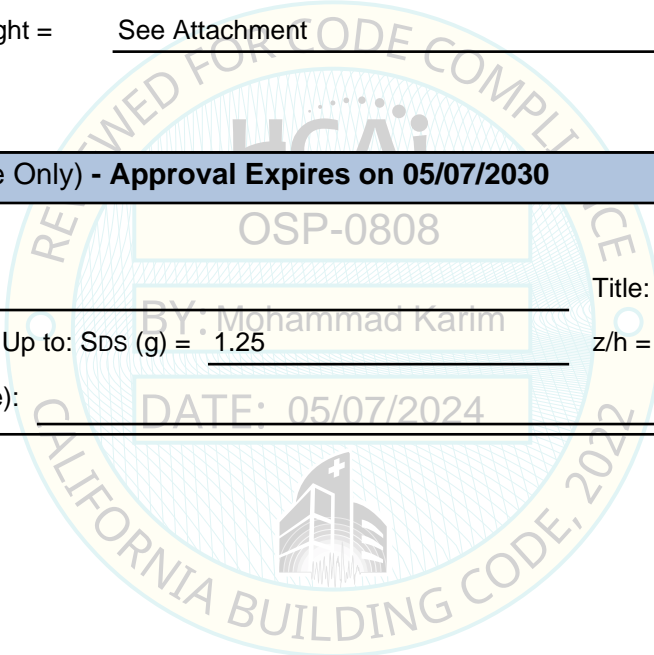 ght = See Attachment
REVIEWED FOR CODE COMPLIANCE
HCAi
e Only) - Approval Expires on 05/07/2030
OSP-0808
Title:
BY: Mohammad Karim
Up to: SDS (g) = 1.25 z/h =
e):
DATE: 05/07/2024
CALIFORNIA BUILDING CODE, 2022